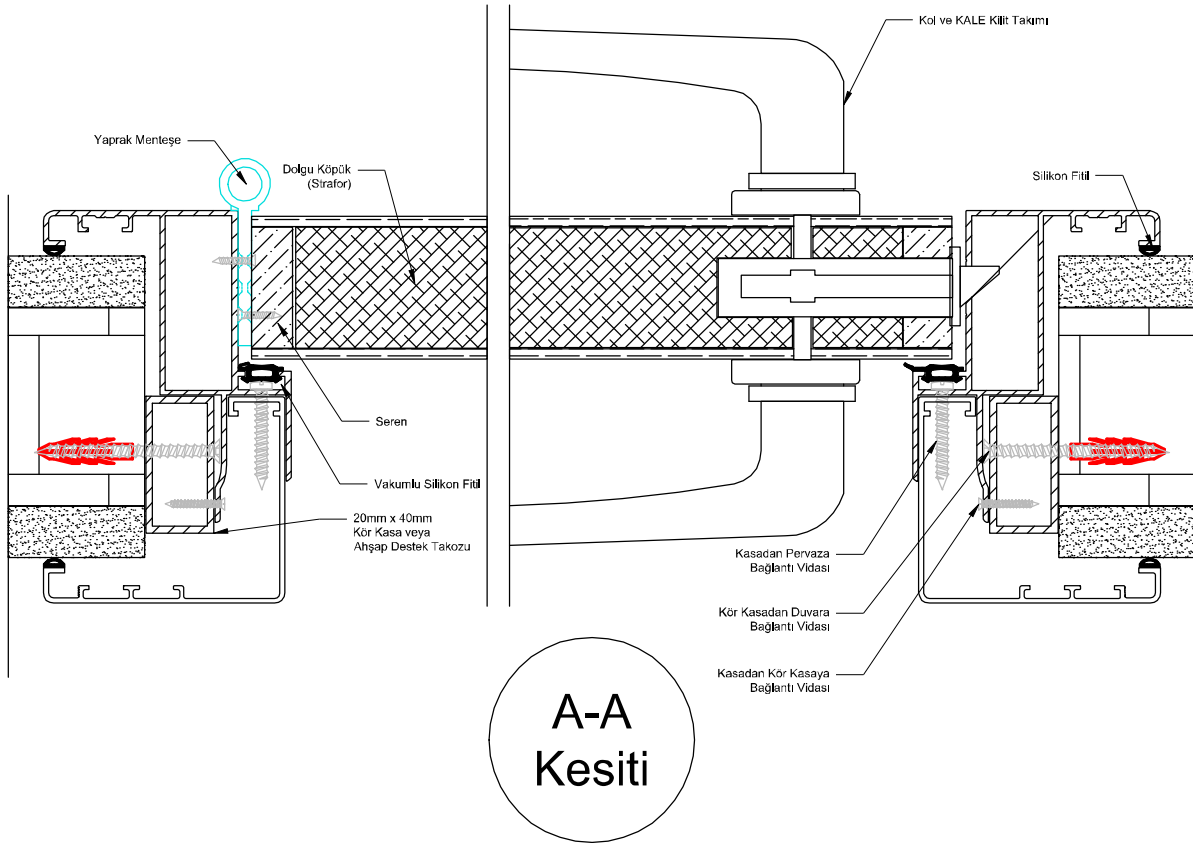 Kol ve KALE Kilit Takımı
Yaprak Menteşe
Dolgu Köpük
(Strafor)
Silikon Fitil
Seren
Vakumlu Silikon Fitil
20mm x 40mm
Kör Kasa veya
Ahşap Destek Takozu
Kasadan Pervaza
Bağlantı Vidası
Kör Kasadan Duvara
Bağlantı Vidası
Kasadan Kör Kasaya
Bağlantı Vidası
A-A
Kesiti